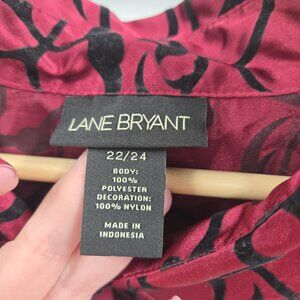 LANE BRYANT
22/24
BODY:
100%
POLYESTER
DECORATION:
100% NYLON
MADE IN
INDONESIA